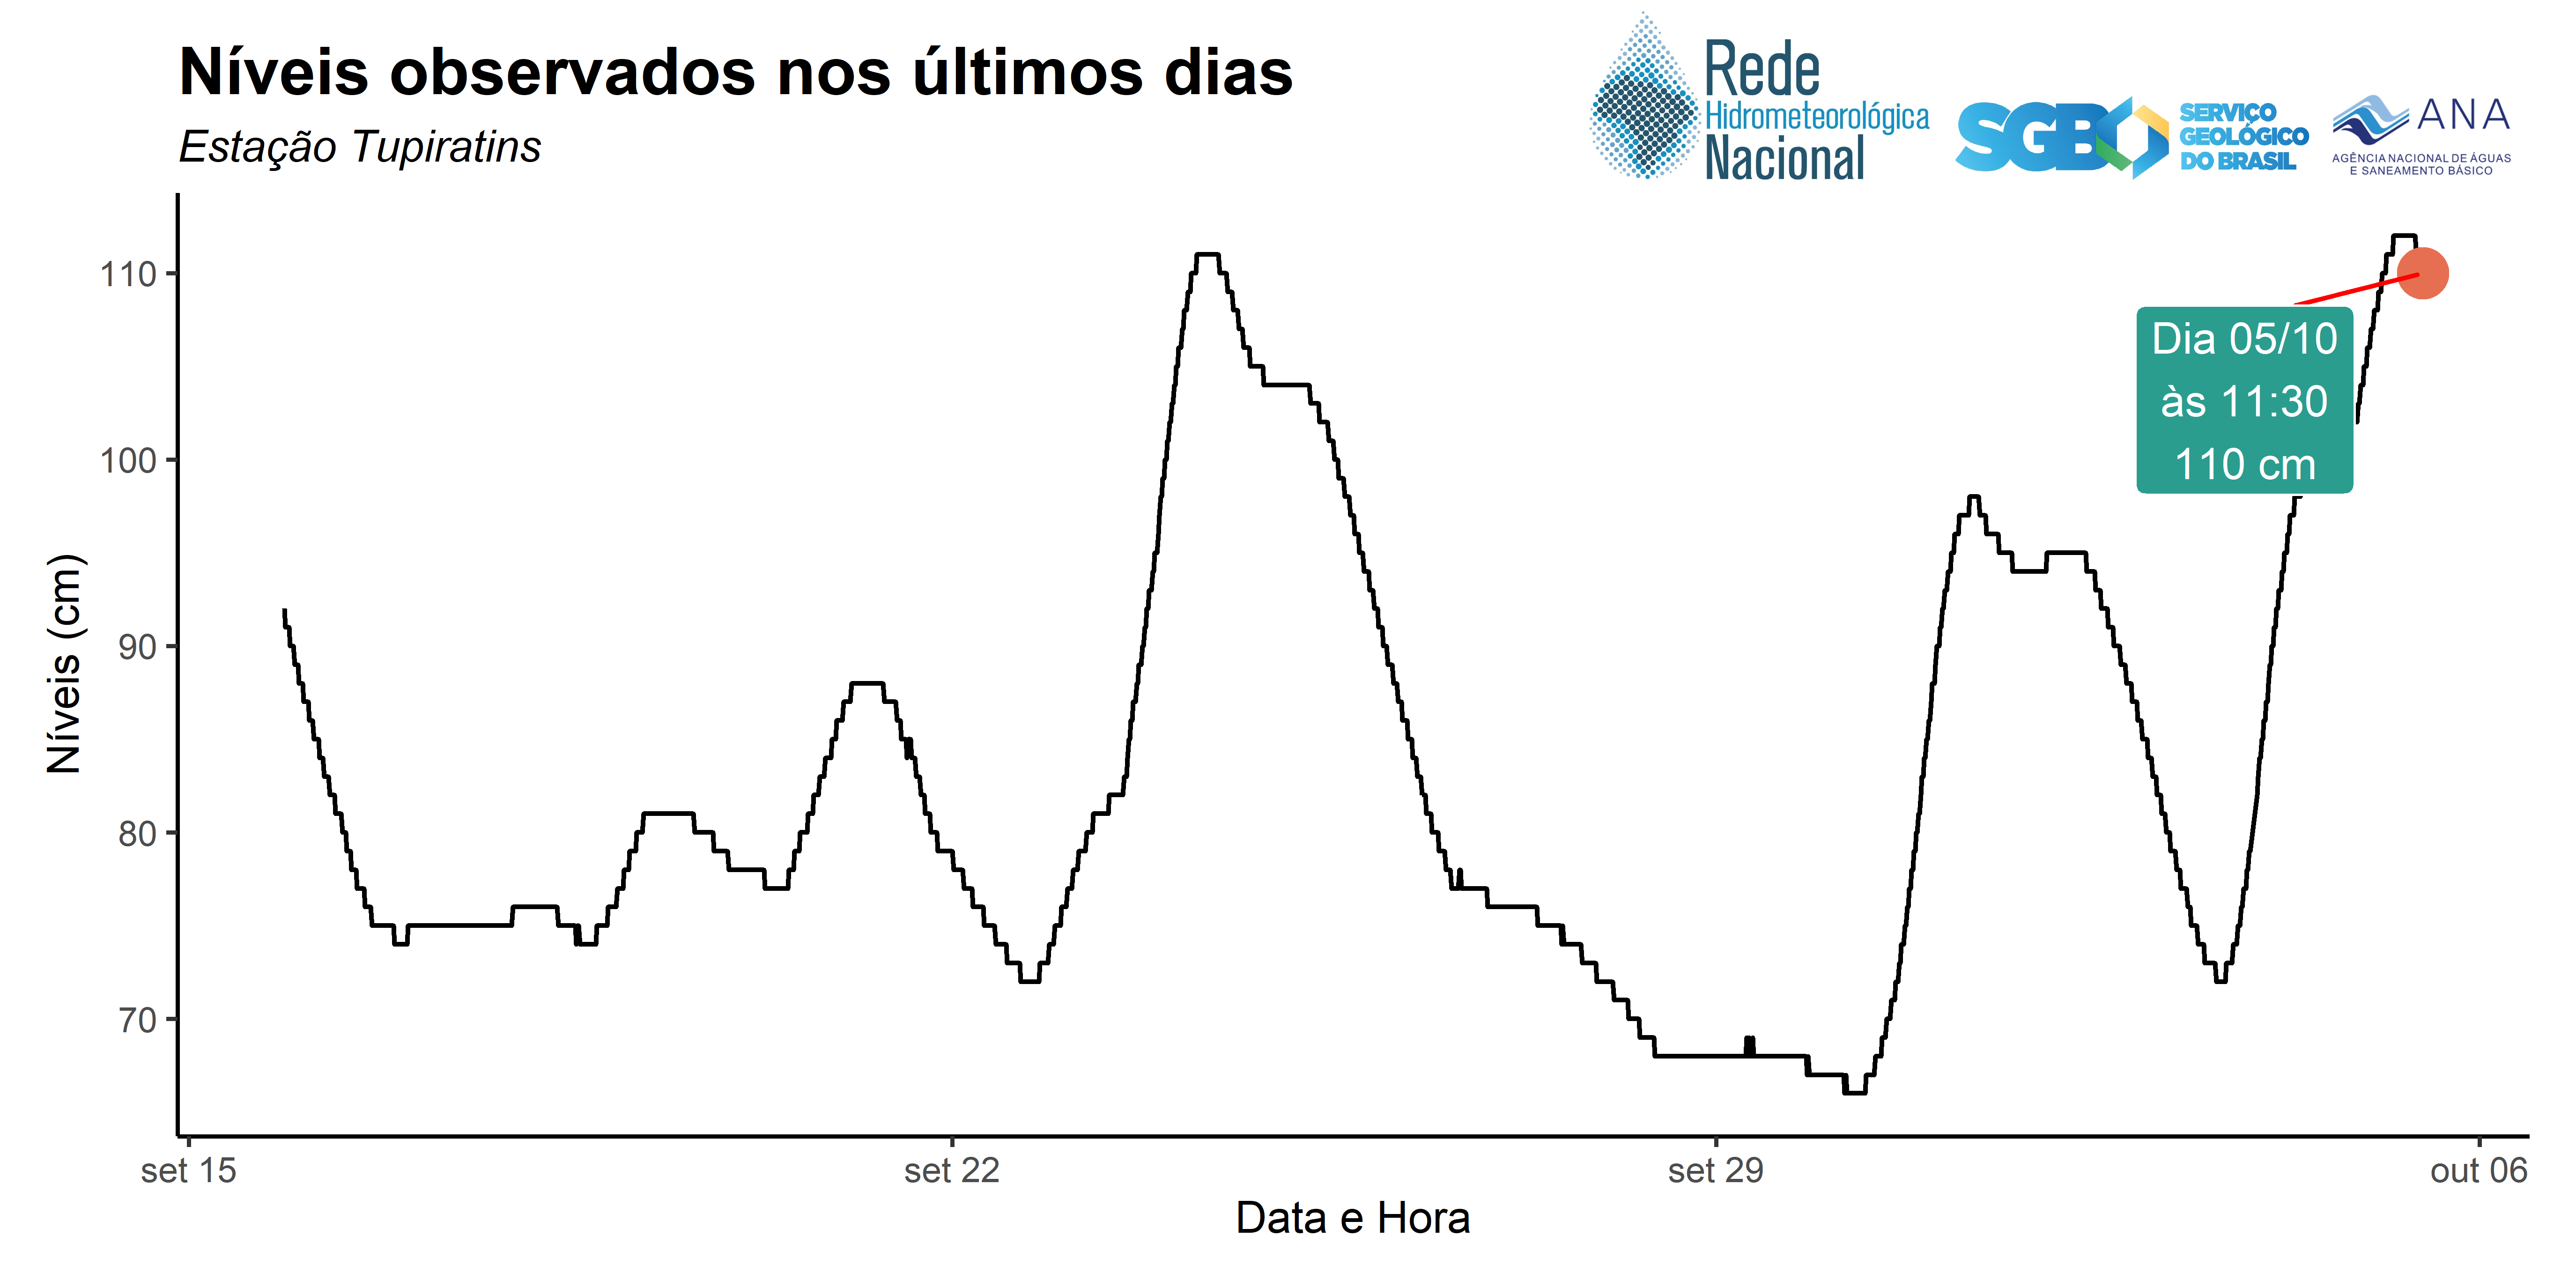 Níveis observados nos últimos dias
Estação Tupiratins
Rede
Hidrometeorológica
Nacional
SGB
SERVIÇO
GEOLÓGICO
DO BRASIL
ANA
AGÊNCIA NACIONAL DE ÁGUAS
E SANEAMENTO BÁSICO
Níveis (cm)
110
100
90
80
70
Dia 05/10
às 11:30
110 cm
set 15
set 22
set 29
out 06
Data e Hora